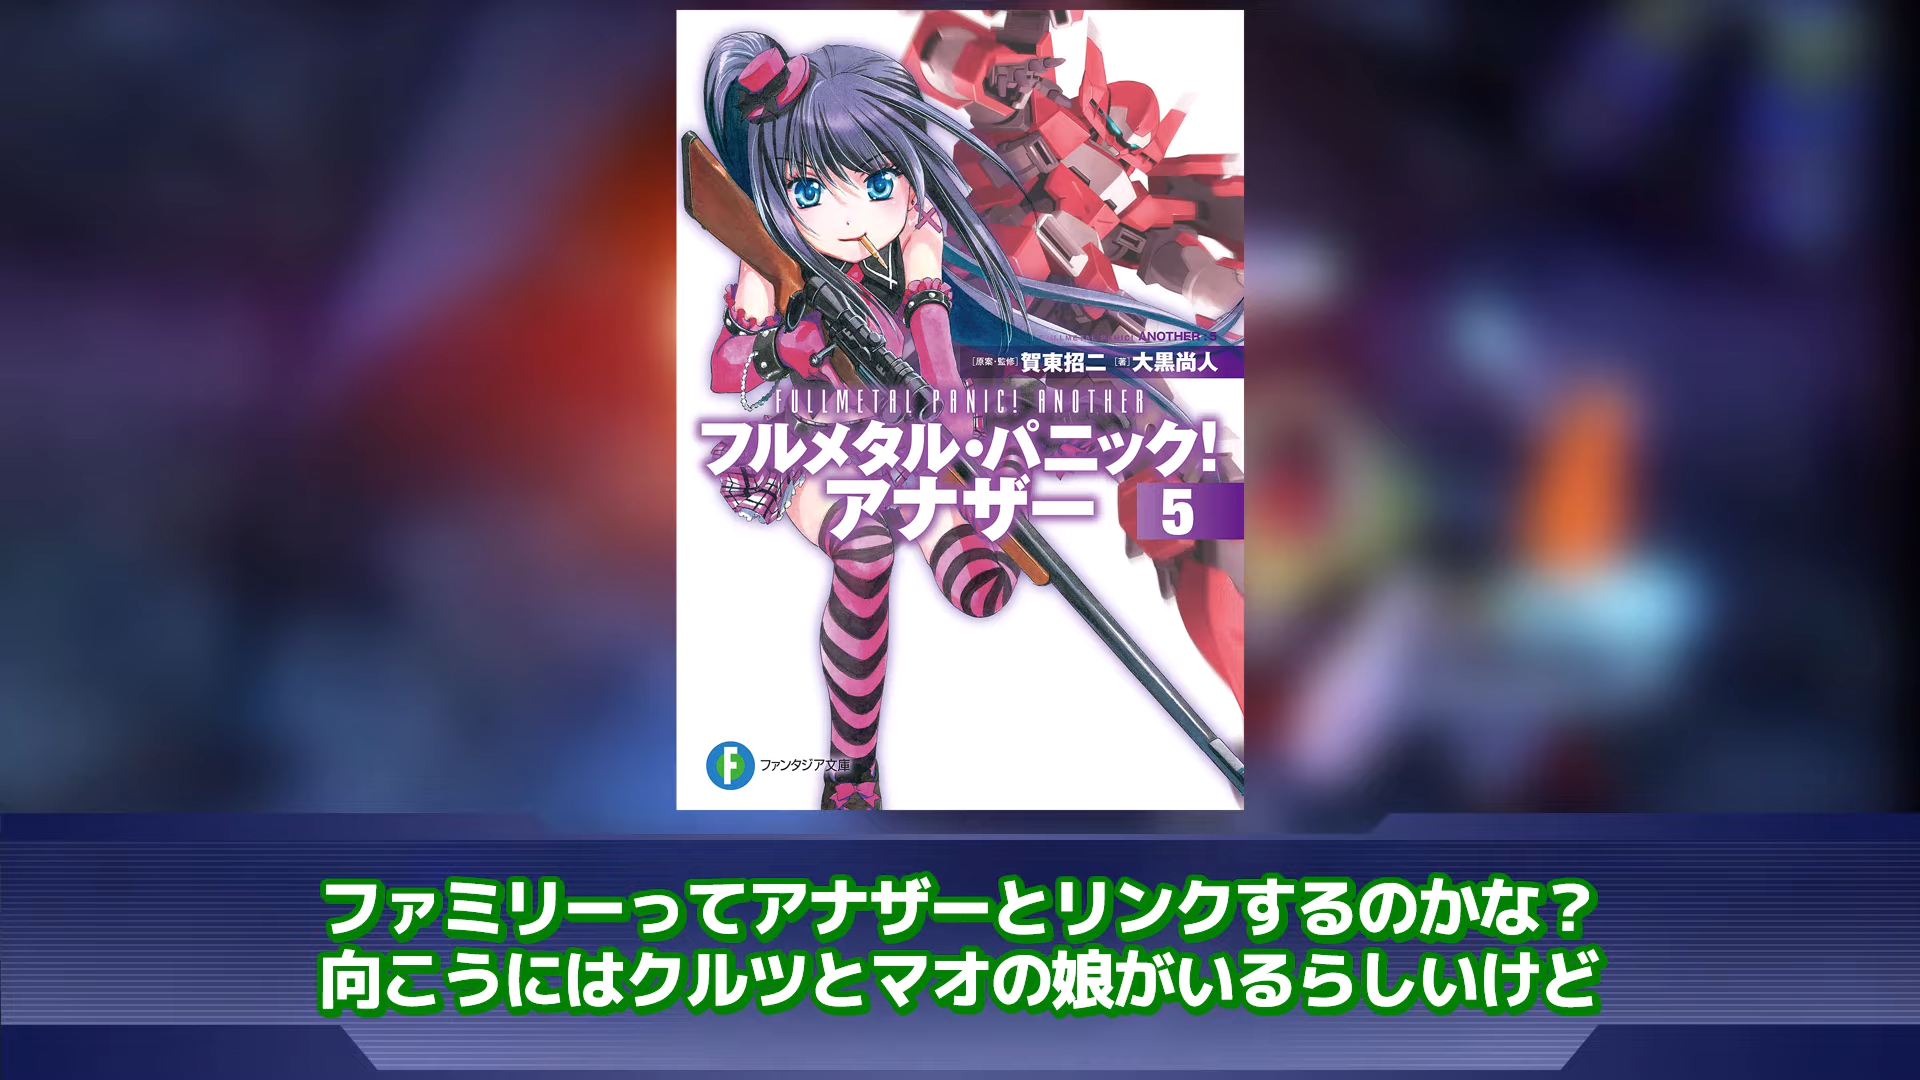 ANOTHER : 5
[原案・監修]賀東招二 [著]大黒尚人
FULLMETAL PANIC! ANOTHER
フルメタル・パニック!
アナザー 5
F ファンタジア文庫
ファミリーってアナザーとリンクするのかな？
向こうにはクルツとマオの娘がいるらしいけど